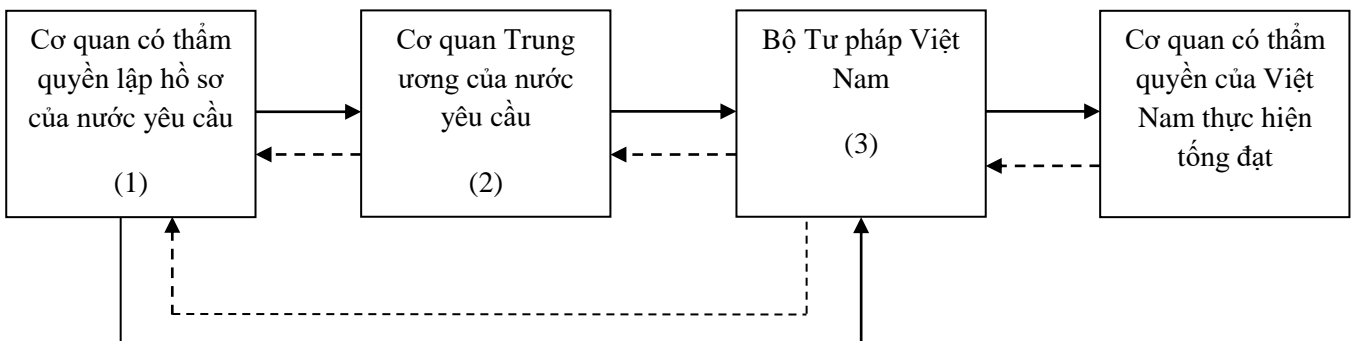 Cơ quan có thẩm
quyền lập hồ sơ
của nước yêu cầu
(1)
Cơ quan Trung
ương của nước
yêu cầu
(2)
Bộ Tư pháp Việt
Nam
(3)
Cơ quan có thẩm
quyền của Việt
Nam thực hiện
tống đạt